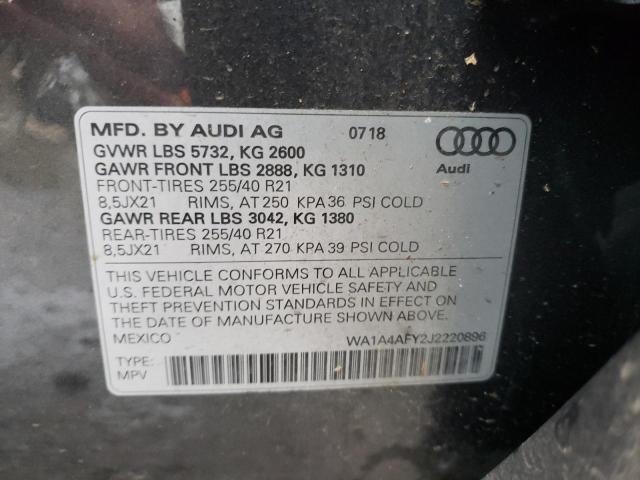 MFD. BY AUDI AG 07 18
GVWR LBS 5732, KG 2600
GAWR FRONT LBS 2888, KG 1310
Audi
FRONT-TIRES 255/40 R21
8,5JX21 RIMS, AT 250 KPA 36 PSI COLD
GAWR REAR LBS 3042, KG 1380
REAR-TIRES 255/40 R21
8,5JX21 RIMS, AT 270 KPA 39 PSI COLD
THIS VEHICLE CONFORMS TO ALL APPLICABLE
U.S. FEDERAL MOTOR VEHICLE SAFETY AND
THEFT PREVENTION STANDARDS IN EFFECT ON
THE DATE OF MANUFACTURE SHOWN ABOVE.
MEXICO WA1A4AFY2J2220896
TYPE:
MPV